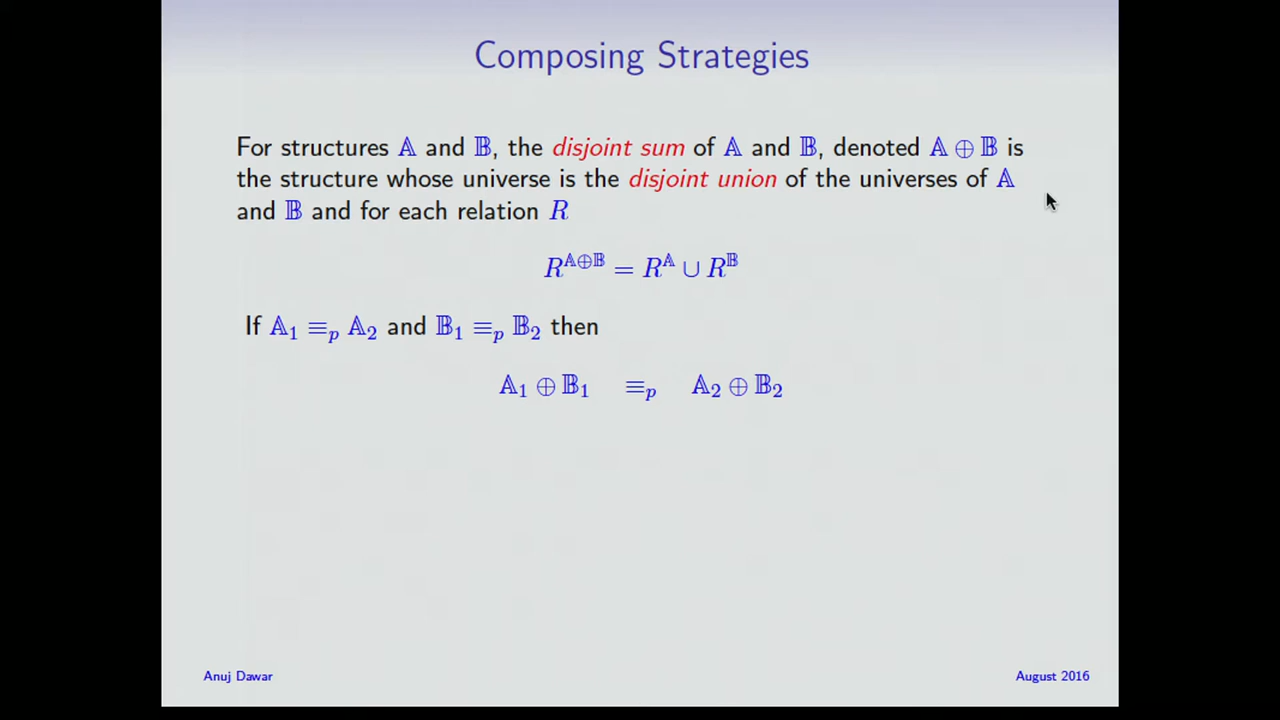 Composing Strategies
For structures 𝔸 and 𝔹, the disjoint sum of 𝔸 and 𝔹, denoted 𝔸 ⊕ 𝔹 is
the structure whose universe is the disjoint union of the universes of 𝔸
and 𝔹 and for each relation R
R^{𝔸⊕𝔹} = R^𝔸 ∪ R^𝔹
If 𝔸₁ ≡ₚ 𝔸₂ and 𝔹₁ ≡ₚ 𝔹₂ then
𝔸₁ ⊕ 𝔹₁ ≡ₚ 𝔸₂ ⊕ 𝔹₂
Anuj Dawar August 2016